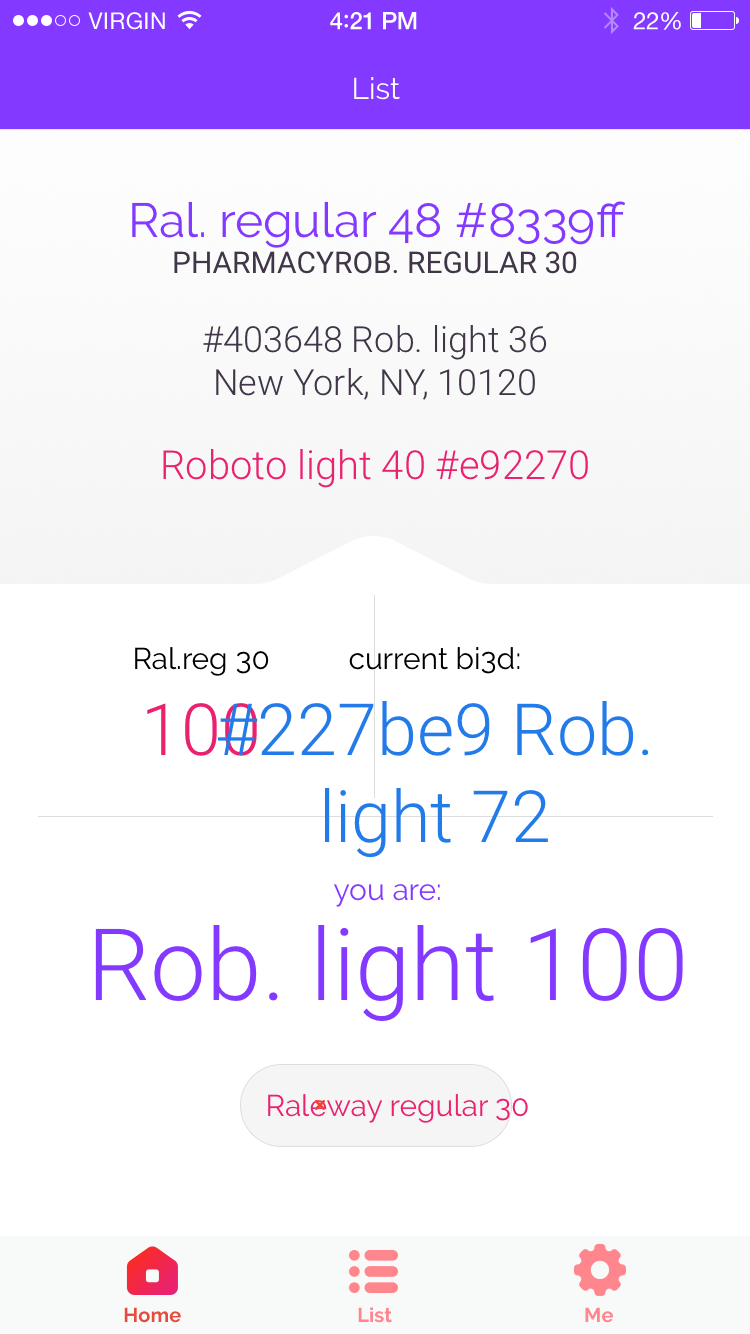 VIRGIN 4:21 PM 22%
List
Ral. regular 48 #8339ff
PHARMACYROB. REGULAR 30
#403648 Rob. light 36
New York, NY, 10120
Roboto light 40 #e92270
Ral.reg 30 current bi3d:
100 #227be9 Rob.
light 72
you are:
Rob. light 100
Raleway regular 30
Home List Me